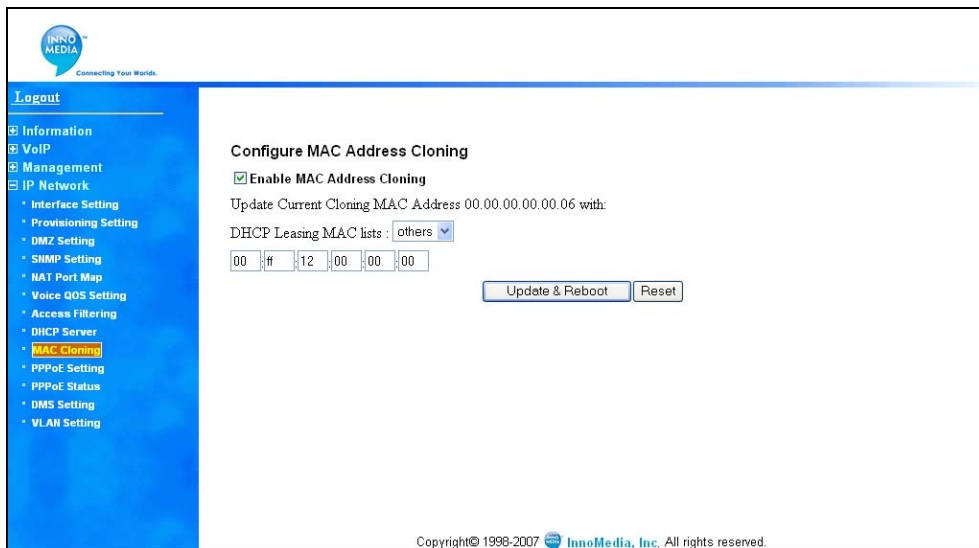 INNO
MEDIA
™
Connecting Your Worlds.
Logout
Information
VoIP
Management
IP Network
Interface Setting
Provisioning Setting
DMZ Setting
SNMP Setting
NAT Port Map
Voice QOS Setting
Access Filtering
DHCP Server
MAC Cloning
PPPoE Setting
PPPoE Status
DMS Setting
VLAN Setting
Configure MAC Address Cloning
Enable MAC Address Cloning
Update Current Cloning MAC Address 00.00.00.00.00.06 with:
DHCP Leasing MAC lists : others
00 :ff :12 :00 :00 :00
Update & Reboot Reset
Copyright© 1998-2007 InnoMedia, Inc. All rights reserved.